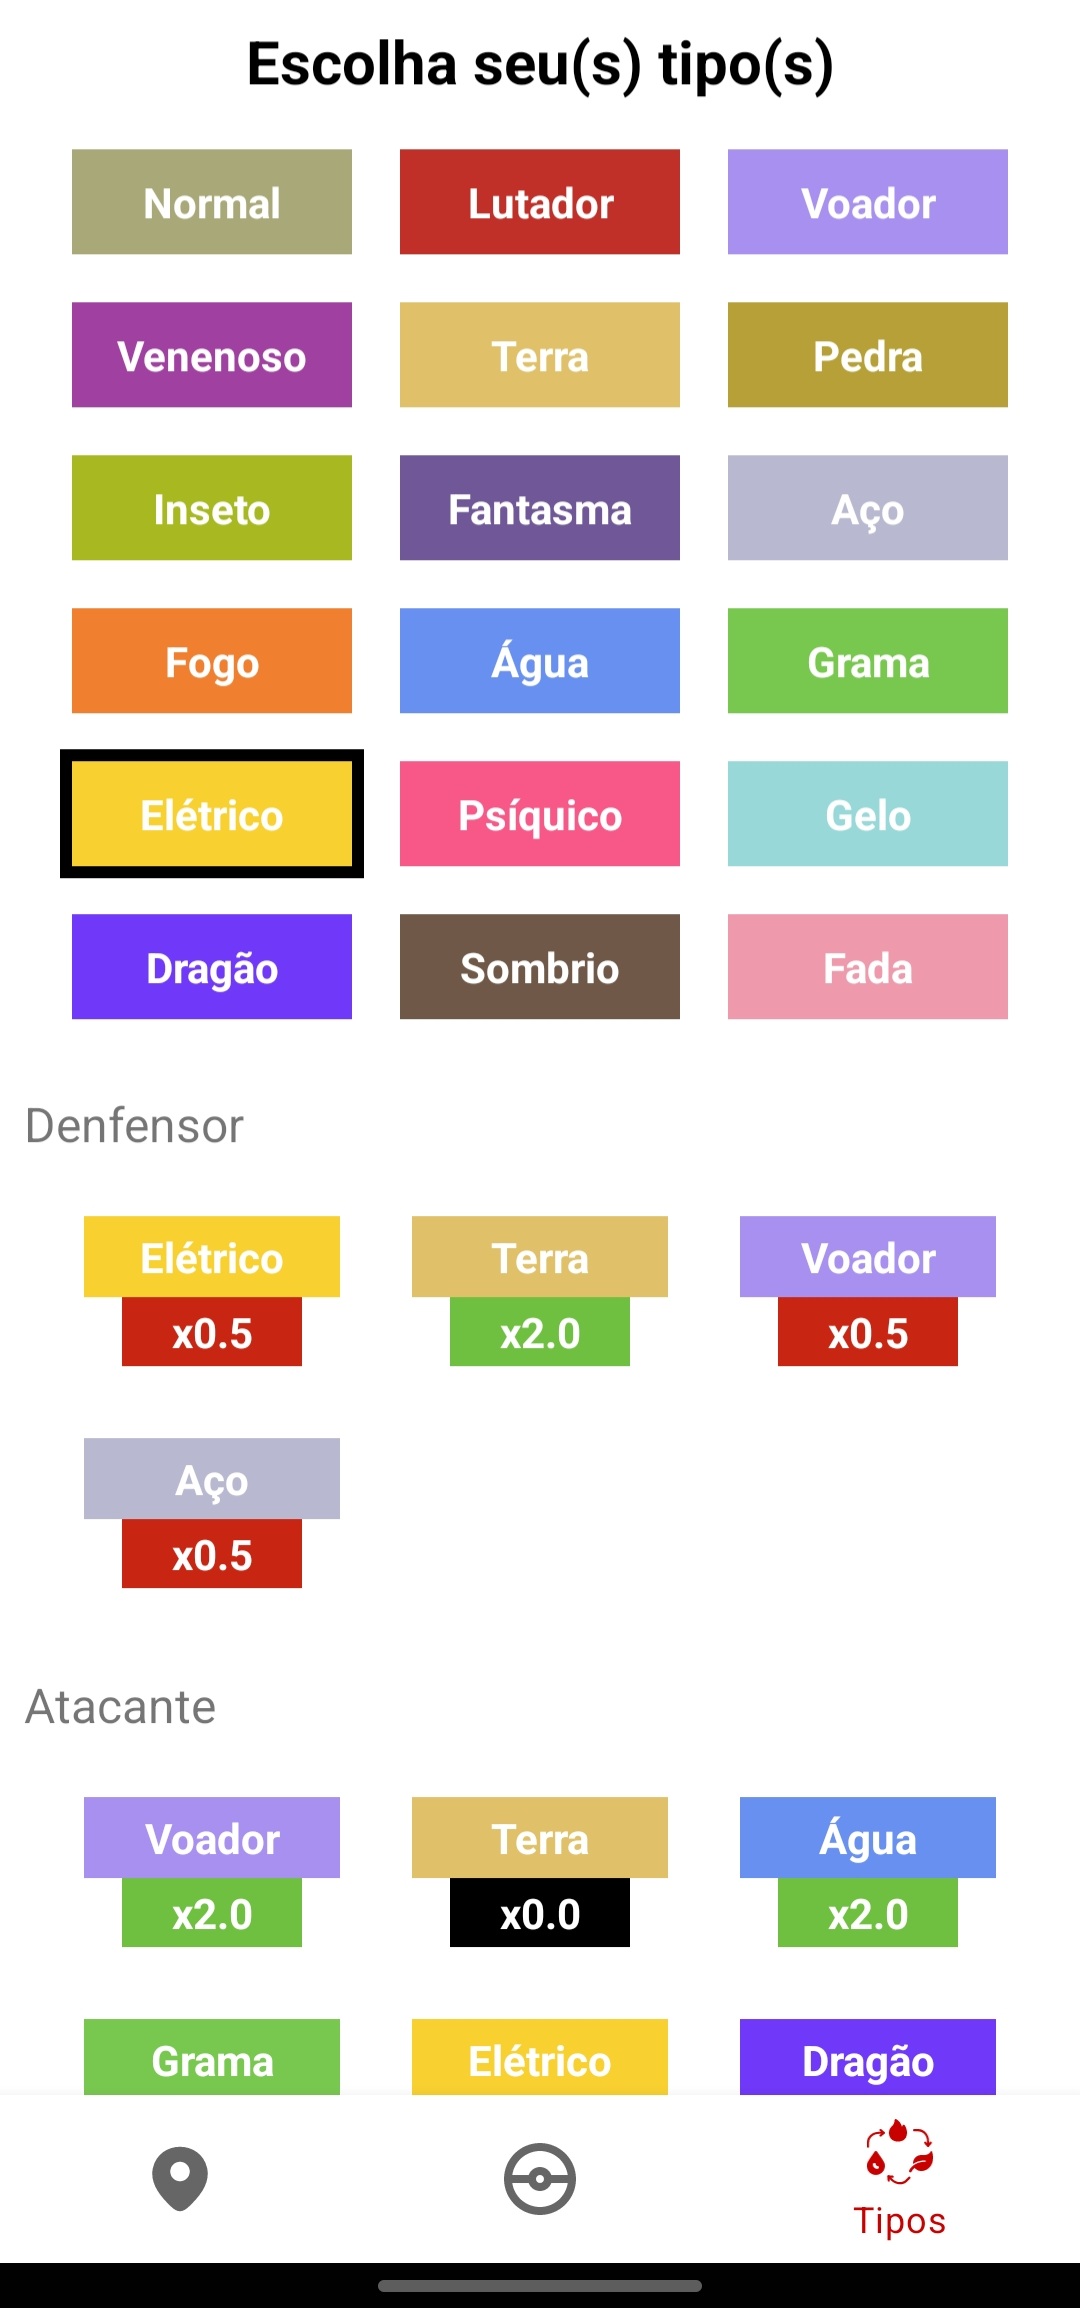 Escolha seu(s) tipo(s)
Normal Lutador Voador
Venenoso Terra Pedra
Inseto Fantasma Aço
Fogo Água Grama
Elétrico Psíquico Gelo
Dragão Sombrio Fada
Denfensor
Elétrico Terra Voador
x0.5 x2.0 x0.5
Aço
x0.5
Atacante
Voador Terra Água
x2.0 x0.0 x2.0
Grama Elétrico Dragão
Tipos